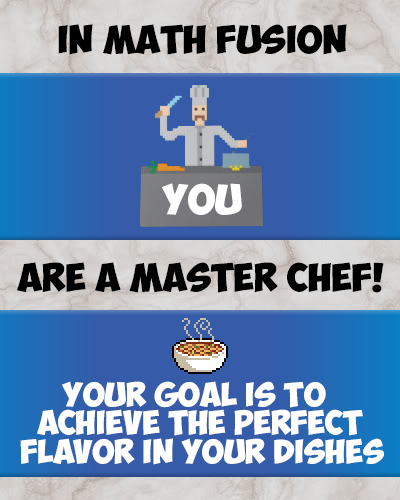 IN MATH FUSION
YOU
ARE A MASTER CHEF!
YOUR GOAL IS TO
ACHIEVE THE PERFECT
FLAVOR IN YOUR DISHES